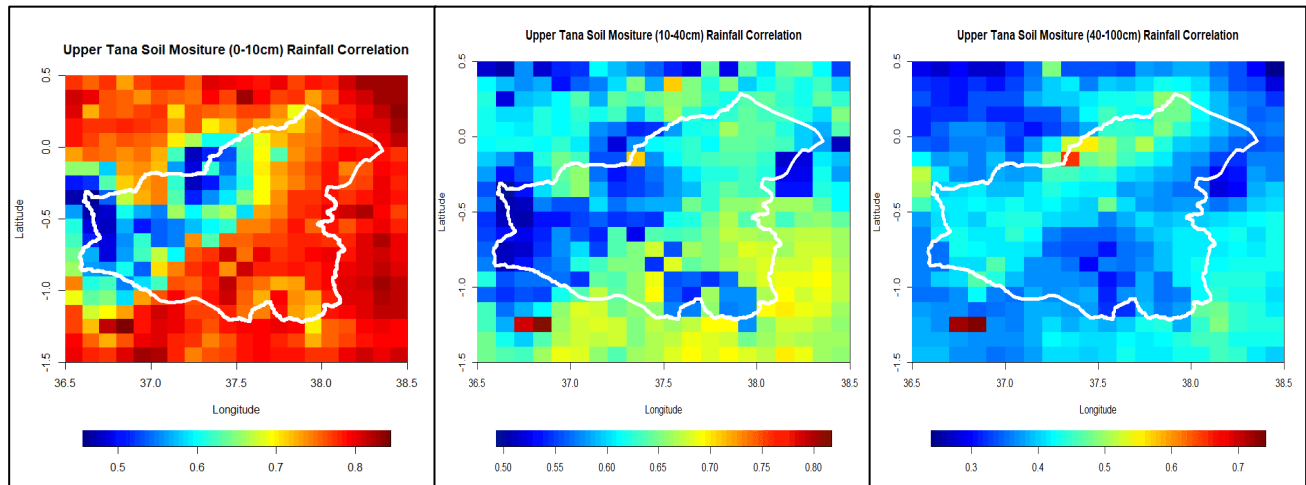 Upper Tana Soil Mositure (0-10cm) Rainfall Correlation
Latitude
0.5
0.0
-0.5
-1.0
-1.5
36.5 37.0 37.5 38.0 38.5
Longitude
0.5 0.6 0.7 0.8
Upper Tana Soil Mositure (10-40cm) Rainfall Correlation
Latitude
0.5
0.0
-0.5
-1.0
-1.5
36.5 37.0 37.5 38.0 38.5
Longitude
0.50 0.55 0.60 0.65 0.70 0.75 0.80
Upper Tana Soil Mositure (40-100cm) Rainfall Correlation
Latitude
0.5
0.0
-0.5
-1.0
-1.5
36.5 37.0 37.5 38.0 38.5
Longitude
0.3 0.4 0.5 0.6 0.7